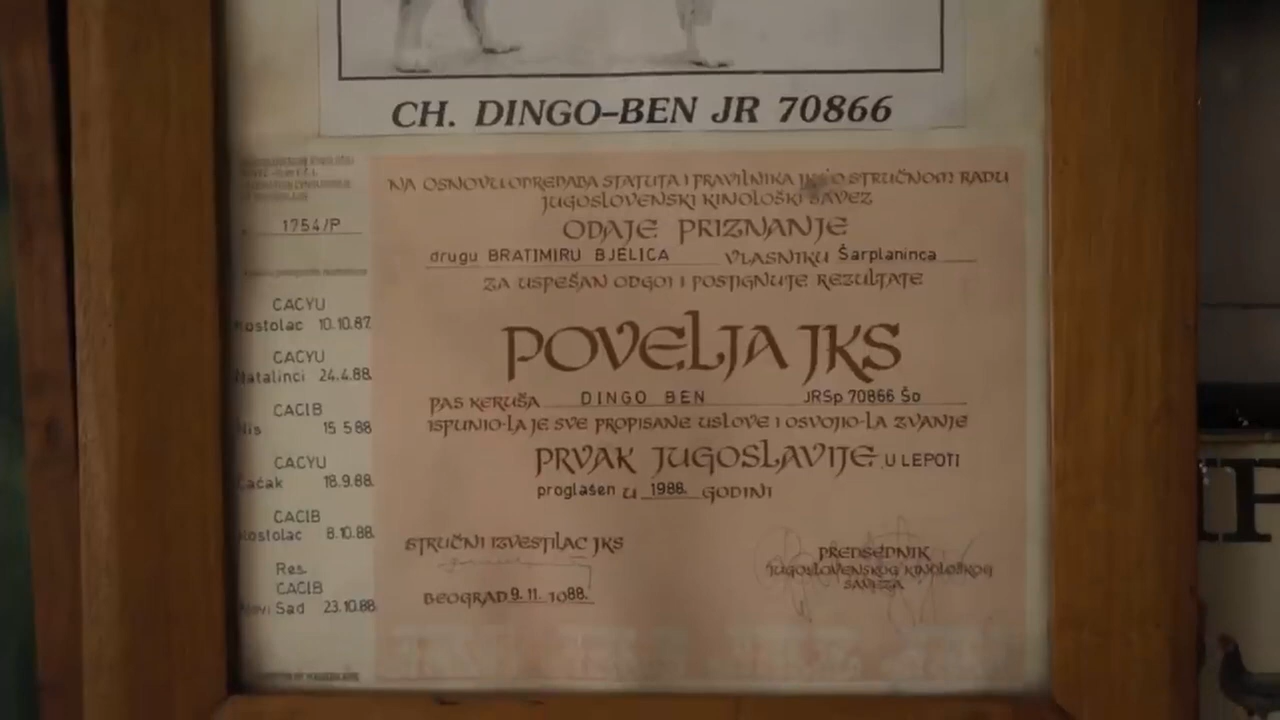 CH. DINGO-BEN JR 70866
1754/P
CACYU
Kostolac 10.10.87.
CACYU
Natalinci 24.4.88.
CACIB
Nis 15 5 88
CACYU
Čačak 18.9.88.
CACIB
Kostolac 8.10.88.
Res.
CACIB
Novi Sad 23.10.88
NA OSNOVU ODREDABA STATUTA I PRAVILNIKA JKS O STRUČNOM RADU
JUGOSLOVENSKI KINOLOŠKI SAVEZ
ODAJE PRIZNANJE
drugu BRATIMIRU BJELICA VLASNIKU Šarplaninca
ZA USPEŠAN ODGOJ I POSTIGNUTE REZULTATE
POVELJA JKS
PAS KERUŠA DINGO BEN JRSp 70866 Šo
ISPUNIO-LA JE SVE PROPISANE USLOVE I OSVOJIO-LA ZVANJE
PRVAK JUGOSLAVIJE U LEPOTI
proglašen U 1988. GODINI
STRUČNI IZVESTILAC JKS
BEOGRAD 9. 11. 1988.
PREDSEDNIK
JUGOSLOVENSKOG KINOLOŠKOG
SAVEZA